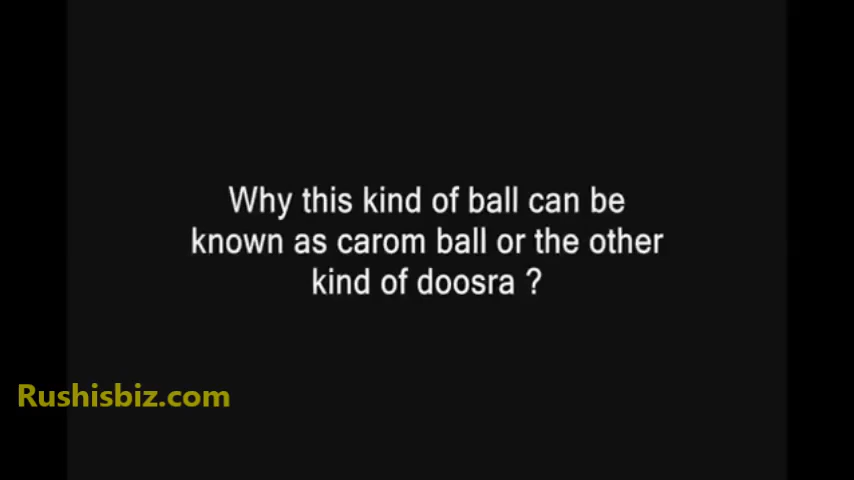 Why this kind of ball can be
known as carom ball or the other
kind of doosra ?
Rushisbiz.com